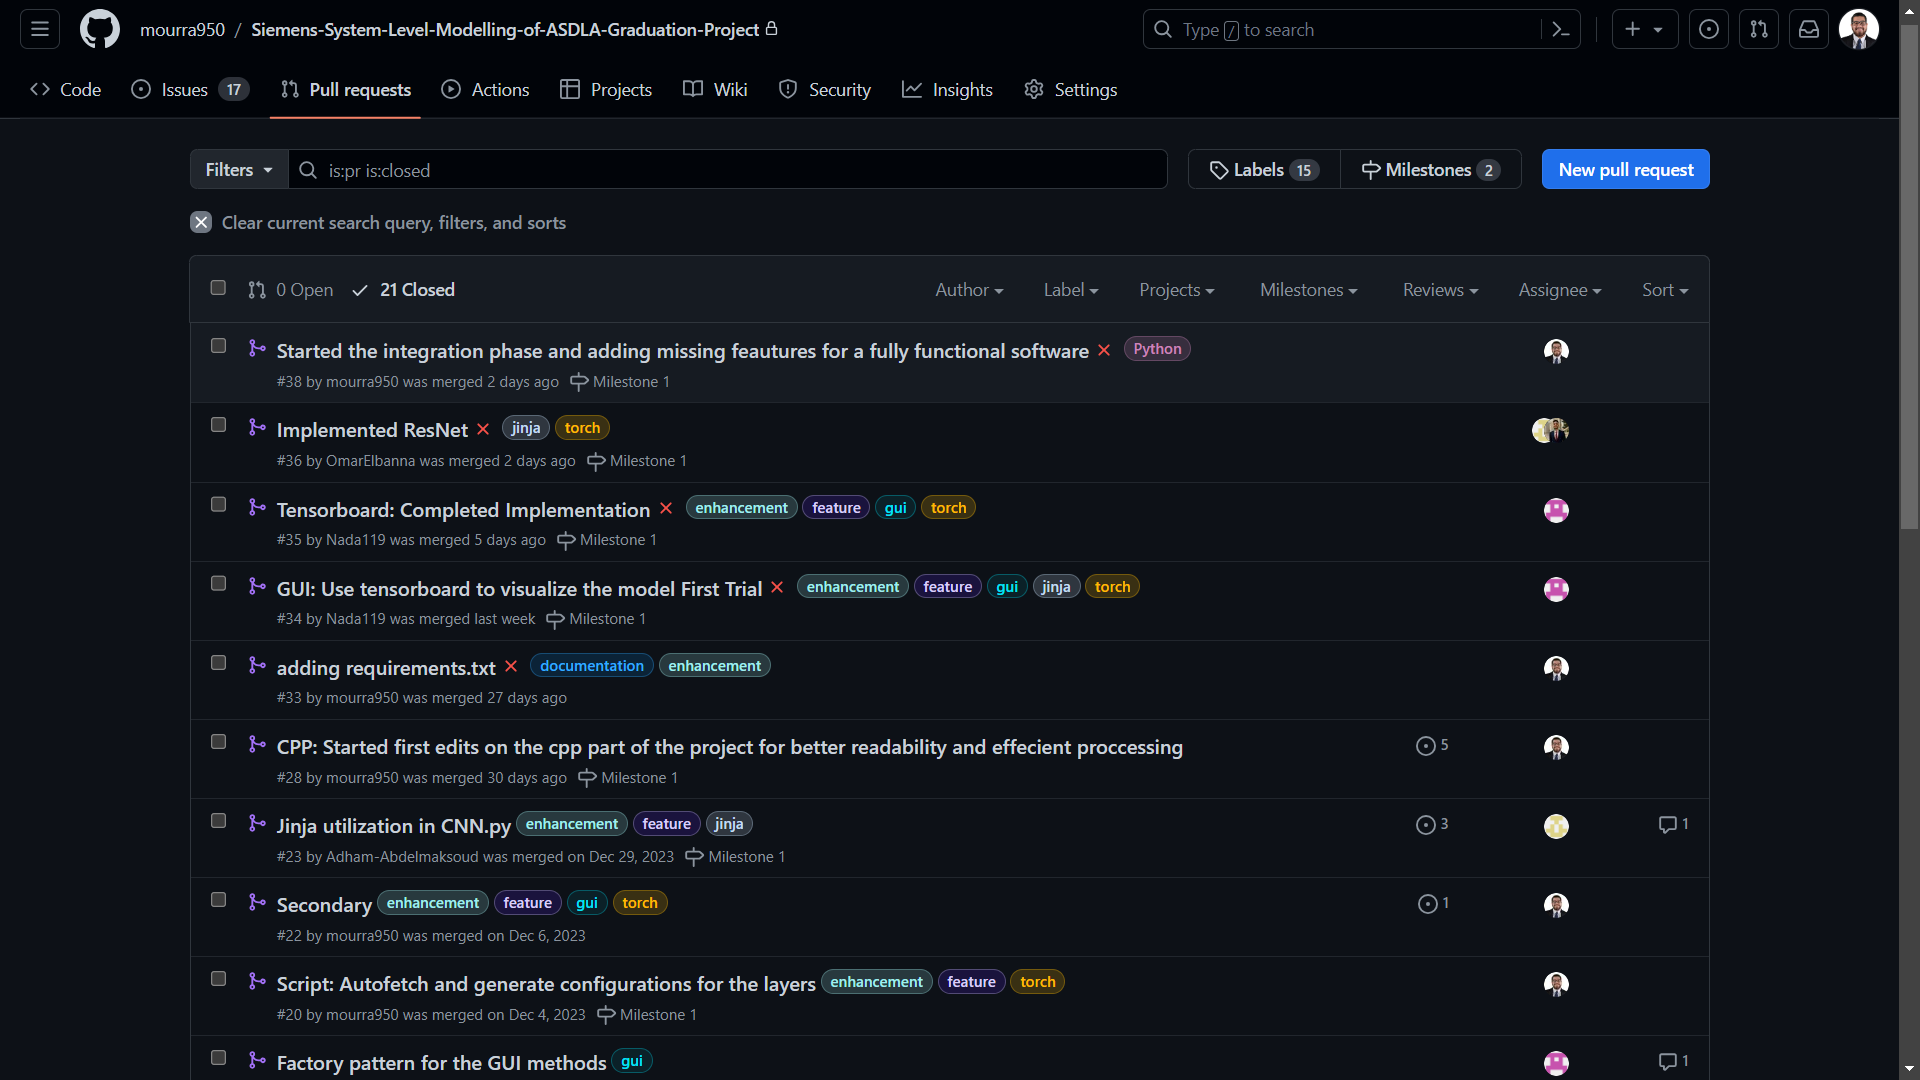 mourra950 / Siemens-System-Level-Modelling-of-ASDLA-Graduation-Project
Type / to search
Code Issues 17 Pull requests Actions Projects Wiki Security Insights Settings
Filters is:pr is:closed Labels 15 Milestones 2 New pull request
Clear current search query, filters, and sorts
0 Open 21 Closed Author Label Projects Milestones Reviews Assignee Sort
Started the integration phase and adding missing feautures for a fully functional software Python
#38 by mourra950 was merged 2 days ago Milestone 1
Implemented ResNet jinja torch
#36 by OmarElbanna was merged 2 days ago Milestone 1
Tensorboard: Completed Implementation enhancement feature gui torch
#35 by Nada119 was merged 5 days ago Milestone 1
GUI: Use tensorboard to visualize the model First Trial enhancement feature gui jinja torch
#34 by Nada119 was merged last week Milestone 1
adding requirements.txt documentation enhancement
#33 by mourra950 was merged 27 days ago
CPP: Started first edits on the cpp part of the project for better readability and effecient proccessing 5
#28 by mourra950 was merged 30 days ago Milestone 1
Jinja utilization in CNN.py enhancement feature jinja 3 1
#23 by Adham-Abdelmaksoud was merged on Dec 29, 2023 Milestone 1
Secondary enhancement feature gui torch 1
#22 by mourra950 was merged on Dec 6, 2023
Script: Autofetch and generate configurations for the layers enhancement feature torch
#20 by mourra950 was merged on Dec 4, 2023 Milestone 1
Factory pattern for the GUI methods gui 1